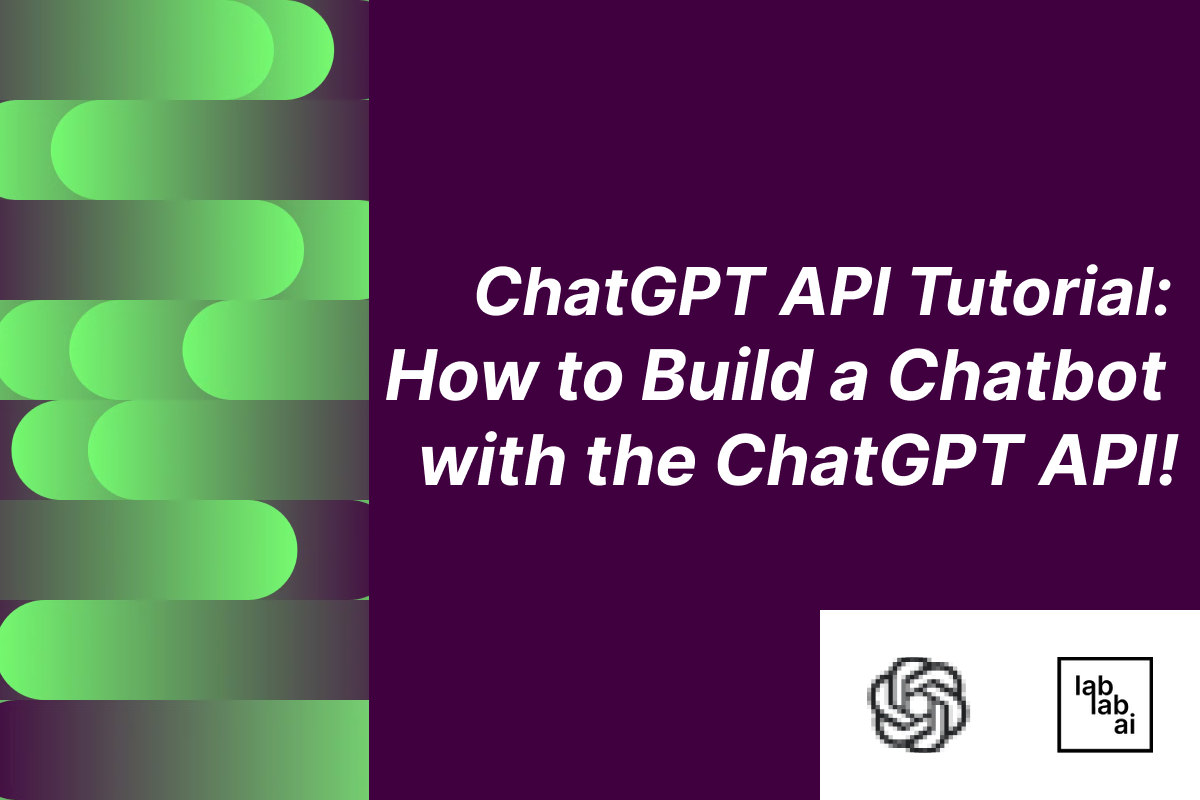 ChatGPT API Tutorial:
How to Build a Chatbot
with the ChatGPT API!
lab
lab
ai